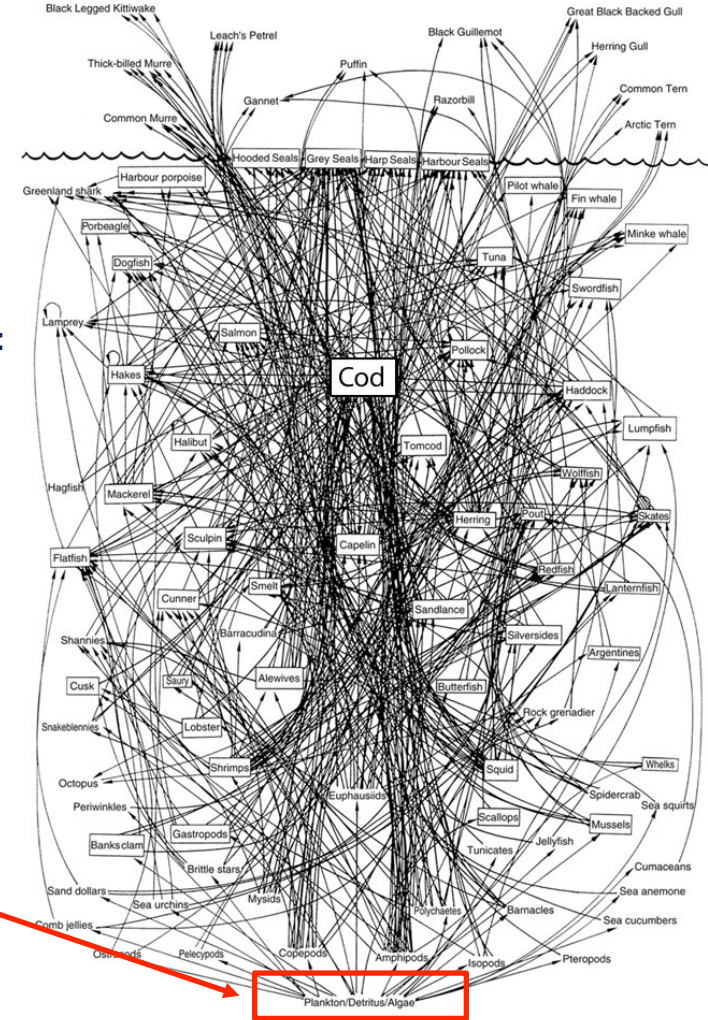 Black Legged Kittiwake
Great Black Backed Gull
Leach's Petrel
Black Guillemot
Herring Gull
Thick-billed Murre
Puffin
Common Tern
Gannet
Razorbill
Common Murre
Arctic Tern
Hooded Seals
Grey Seals
Harp Seals
Harbour Seals
Harbour porpoise
Pilot whale
Greenland shark
Fin whale
Porbeagle
Minke whale
Dogfish
Tuna
Swordfish
Lamprey
Salmon
:
Pollock
Hakes
Cod
Haddock
Lumpfish
Halibut
Tomcod
Wolffish
Hagfish
Mackerel
Herring
Pout
Skates
Sculpin
Capelin
Flatfish
Redfish
Smelt
Lanternfish
Cunner
Sandlance
Barracudina
Silversides
Shannies
Argentines
Cusk
Saury
Alewives
Butterfish
Rock grenadier
Snakeblennies
Lobster
Shrimps
Squid
Whelks
Octopus
Euphausiids
Spidercrab
Sea squirts
Periwinkles
Scallops
Mussels
Gastropods
Banksclam
Jellyfish
Tunicates
Brittle stars
Cumaceans
Sand dollars
Mysids
Sea anemone
Sea urchins
Polychaetes
Barnacles
Comb jellies
Sea cucumbers
Ostracods
Pelecypods
Copepods
Amphipods
Isopods
Pteropods
Plankton/Detritus/Algae